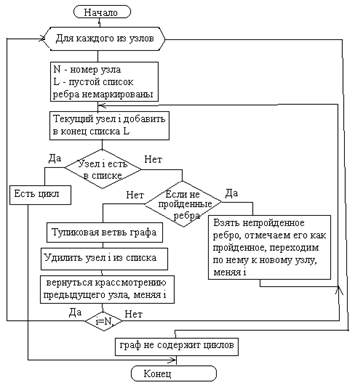 Начало
Для каждого из узлов
N - номер узла
L - пустой список
ребра немаркированы
Текущий узел i добавить
в конец списка L
Да
Узел i есть
в списке
Нет
Есть цикл
Нет
Если не
пройденные
ребра
Да
Тупиковая ветвь графа
Удилить узел i из списка
вернуться крассмотрению
предыдущего узла, меняя i
Взять непройденное
ребро, отмечаем его как
пройденное, переходим
по нему к новому узлу,
меняя i
Да
i=N,
Нет
граф не содержит циклов
Конец